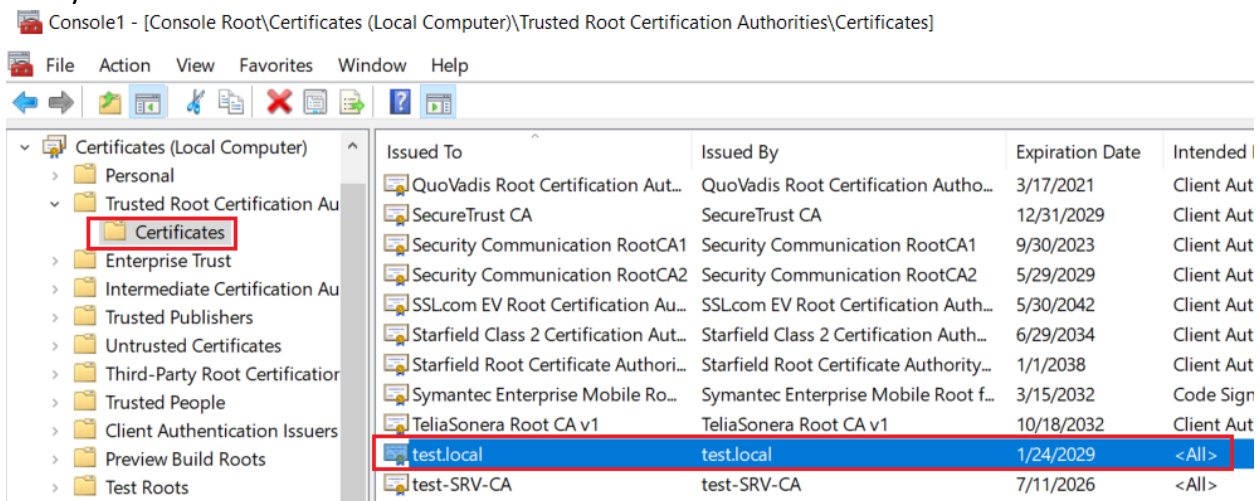 Console1 - [Console Root\Certificates (Local Computer)\Trusted Root Certification Authorities\Certificates]
File Action View Favorites Window Help
Certificates (Local Computer)
Personal
Trusted Root Certification Au
Certificates
Enterprise Trust
Intermediate Certification Au
Trusted Publishers
Untrusted Certificates
Third-Party Root Certification
Trusted People
Client Authentication Issuers
Preview Build Roots
Test Roots
Issued To Issued By Expiration Date Intended
QuoVadis Root Certification Aut... QuoVadis Root Certification Autho... 3/17/2021 Client Aut
SecureTrust CA SecureTrust CA 12/31/2029 Client Aut
Security Communication RootCA1 Security Communication RootCA1 9/30/2023 Client Aut
Security Communication RootCA2 Security Communication RootCA2 5/29/2029 Client Aut
SSL.com EV Root Certification Au... SSL.com EV Root Certification Auth... 5/30/2042 Client Aut
Starfield Class 2 Certification Aut... Starfield Class 2 Certification Auth... 6/29/2034 Client Aut
Starfield Root Certificate Authori... Starfield Root Certificate Authority... 1/1/2038 Client Aut
Symantec Enterprise Mobile Ro... Symantec Enterprise Mobile Root f... 3/15/2032 Code Sign
TeliaSonera Root CA v1 TeliaSonera Root CA v1 10/18/2032 Client Aut
test.local test.local 1/24/2029 <All>
test-SRV-CA test-SRV-CA 7/11/2026 <All>